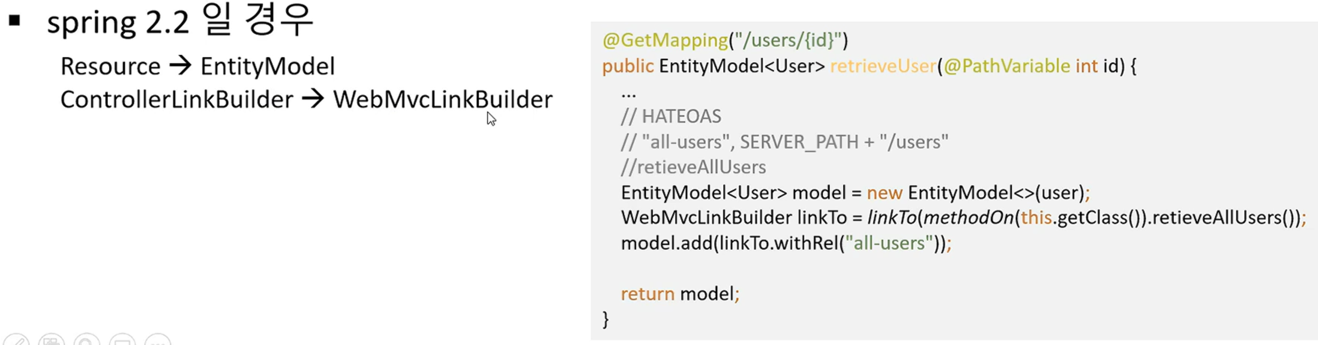 ▪ spring 2.2 일 경우
Resource → EntityModel
ControllerLinkBuilder → WebMvcLinkBuilder
@GetMapping("/users/{id}")
public EntityModel<User> retrieveUser(@PathVariable int id) {
...
// HATEOAS
// "all-users", SERVER_PATH + "/users"
//retieveAllUsers
EntityModel<User> model = new EntityModel<>(user);
WebMvcLinkBuilder linkTo = linkTo(methodOn(this.getClass()).retieveAllUsers());
model.add(linkTo.withRel("all-users"));
return model;
}